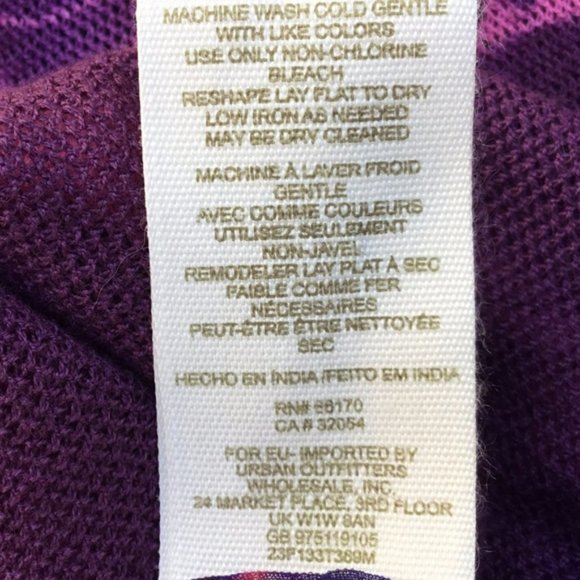 MACHINE WASH COLD GENTLE
WITH LIKE COLORS
USE ONLY NON-CHLORINE
BLEACH
RESHAPE LAY FLAT TO DRY
LOW IRON AS NEEDED
MAY BE DRY CLEANED
MACHINE À LAVER FROID
GENTLE
AVEC COMME COULEURS
UTILISEZ SEULEMENT
NON-JAVEL
REMODELER LAY PLAT À SEC
FAIBLE COMME FER
NÉCESSAIRES
PEUT-ÊTRE ÊTRE NETTOYÉE
SEC
HECHO EN INDIA /FEITO EM INDIA
RN# 66170
CA # 32054
FOR EU- IMPORTED BY
URBAN OUTFITTERS
WHOLESALE, INC.
24 MARKET PLACE, 3RD FLOOR
UK W1W 8AN
GB 975119105
23F133T389M